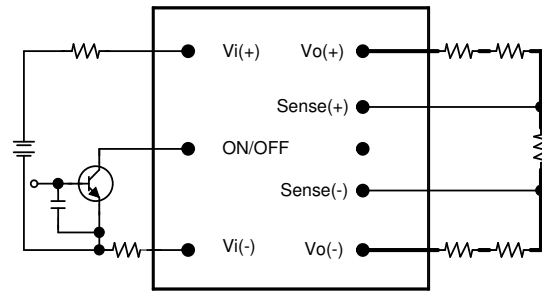 Vi(+) Vo(+)
Sense(+)
ON/OFF
Sense(-)
Vi(-) Vo(-)